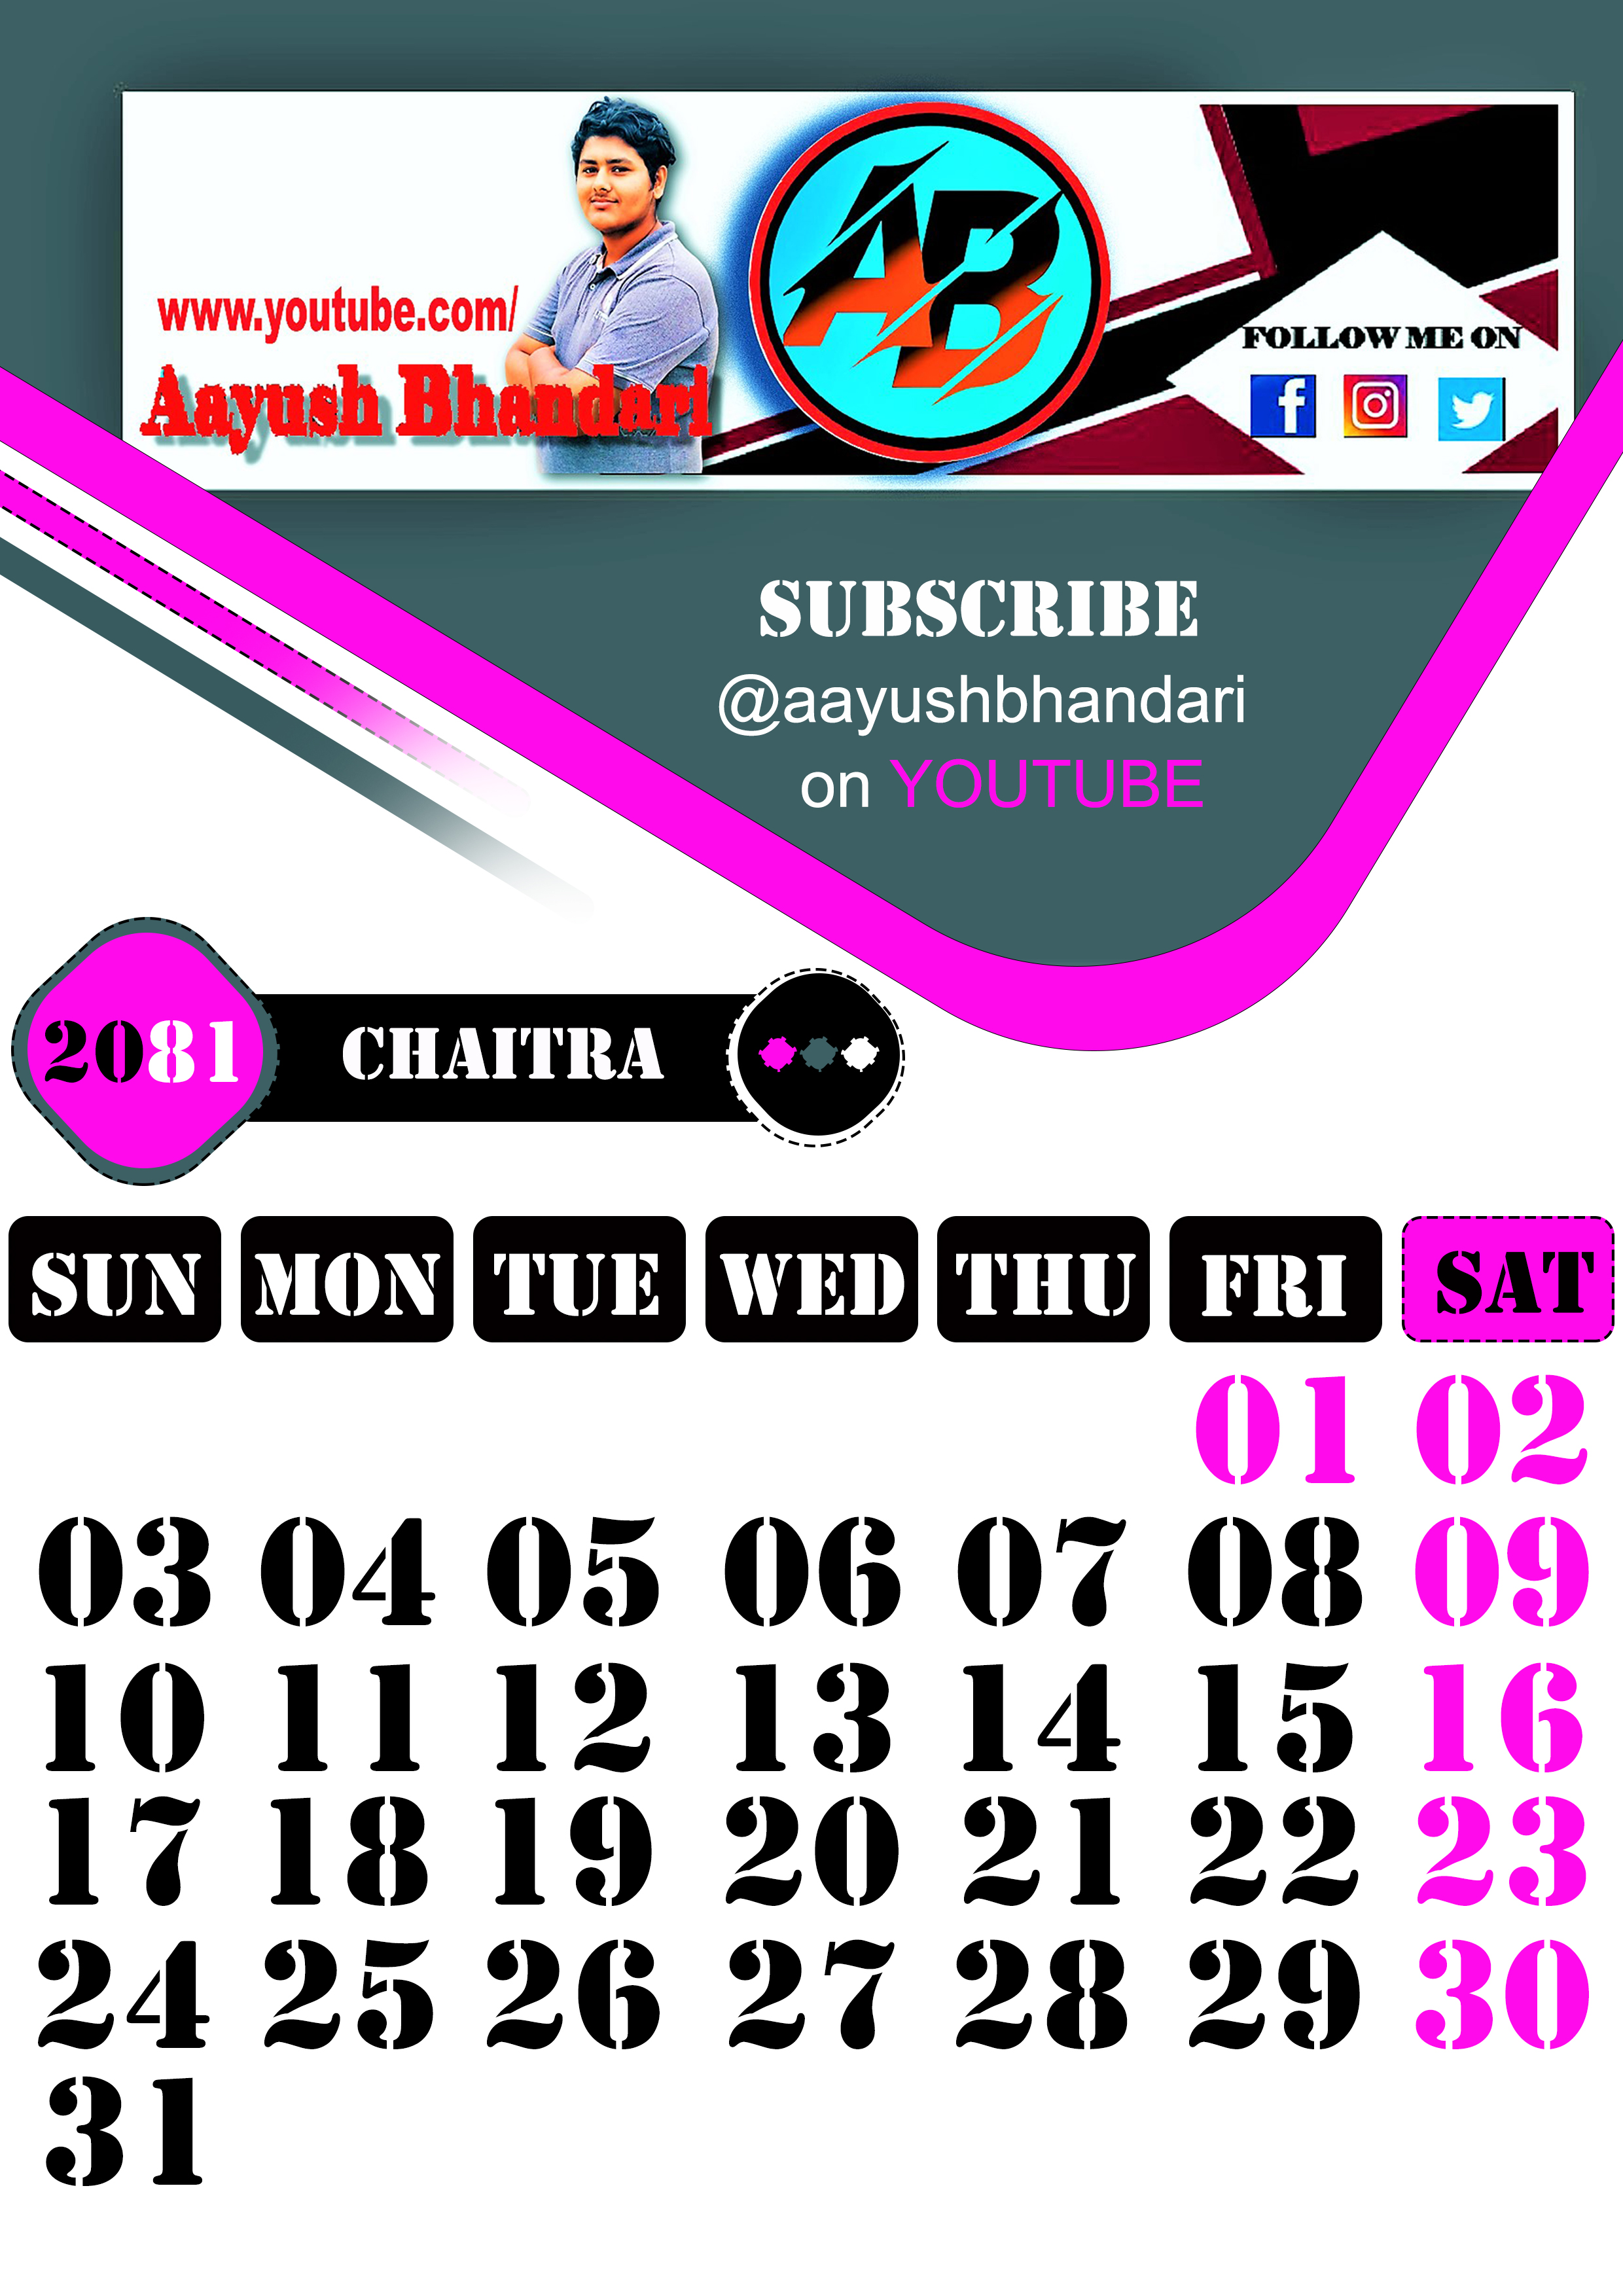 www.youtube.com/
Aayush Bhandari
AB
FOLLOW ME ON
SUBSCRIBE
@aayushbhandari
on YOUTUBE
2081 CHAITRA
SUN MON TUE WED THU FRI SAT
01 02
03 04 05 06 07 08 09
10 11 12 13 14 15 16
17 18 19 20 21 22 23
24 25 26 27 28 29 30
31